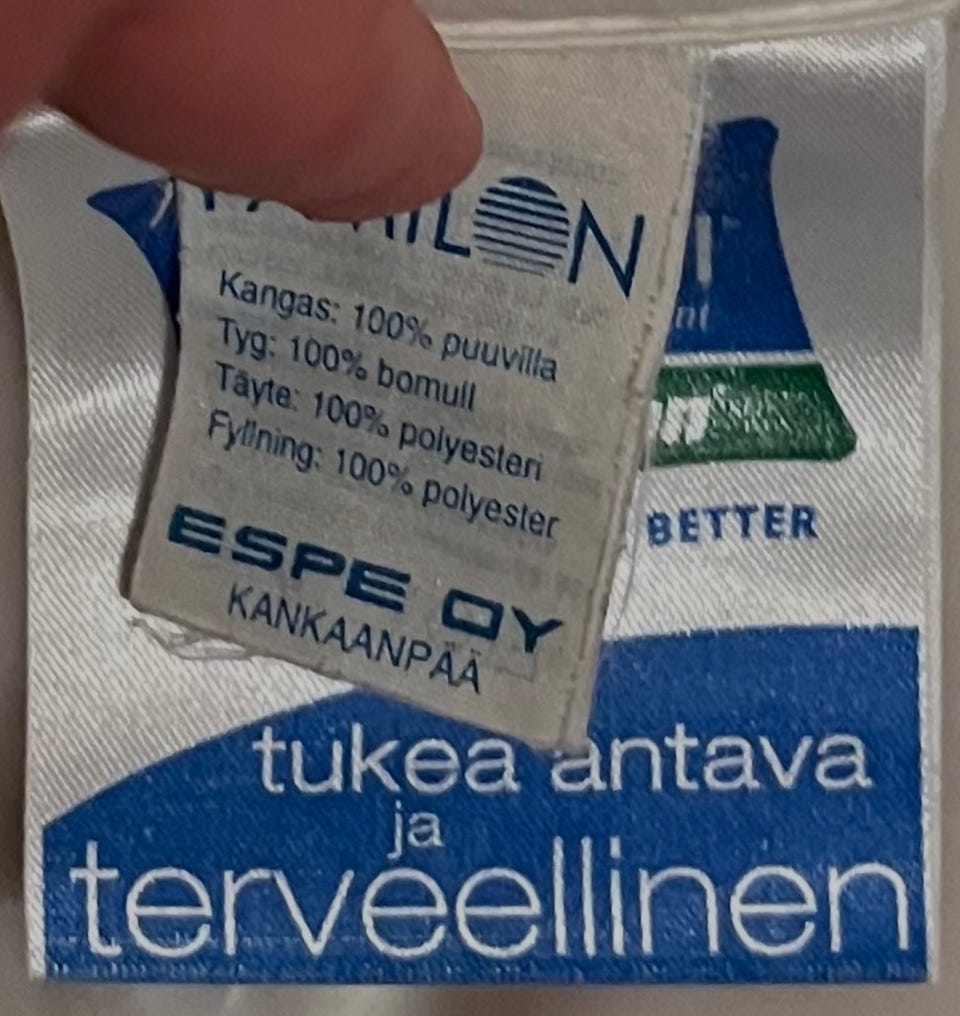 Kangas: 100% puuvilla
Tyg: 100% bomull
Täyte: 100% polyesteri
Fyllning: 100% polyester
ESPE OY
KANKAANPÄÄ
BETTER
tukea antava
ja
terveellinen